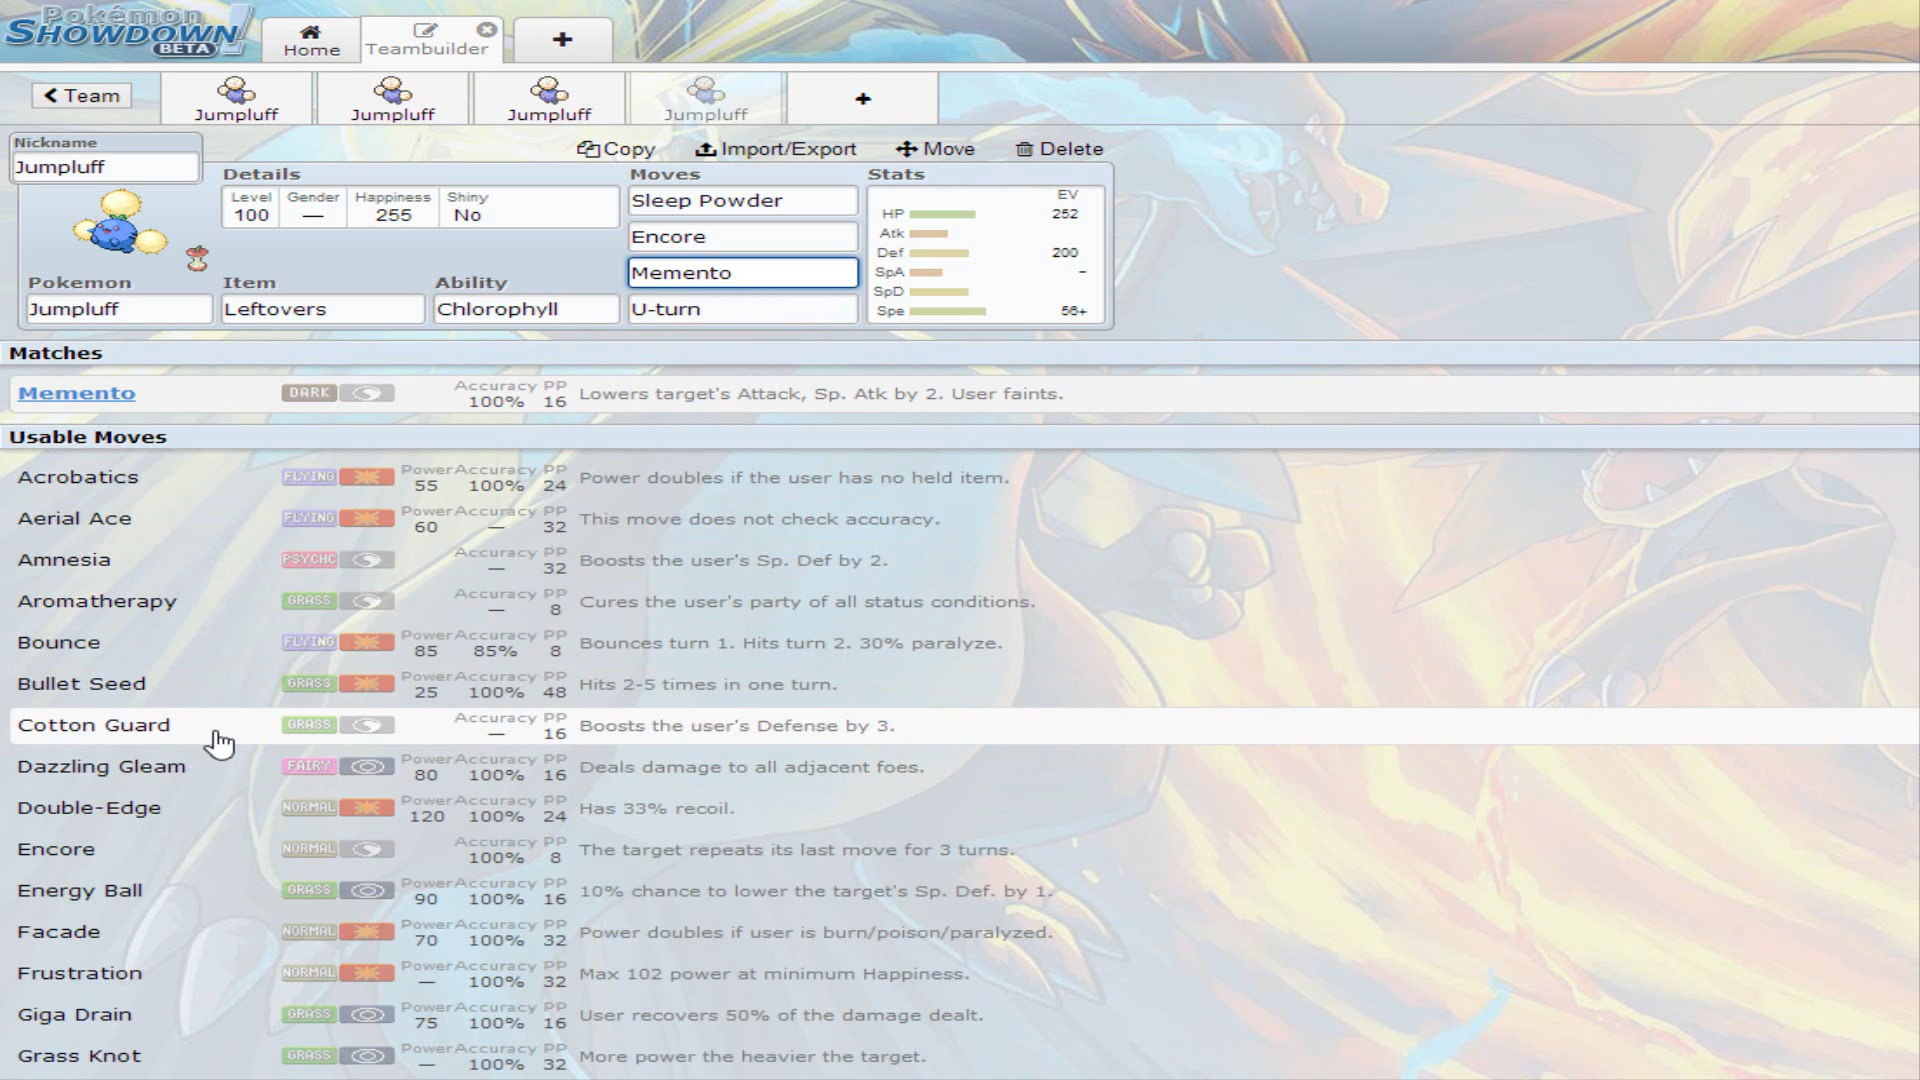 Pokémon
SHOWDOWN!
BETA
Home
Teambuilder
+
Team
Jumpluff
Jumpluff
Jumpluff
Jumpluff
+
Nickname
Jumpluff
Copy
Import/Export
Move
Delete
Details
Level Gender Happiness Shiny
100 — 255 No
Pokemon
Jumpluff
Item
Leftovers
Ability
Chlorophyll
Moves
Sleep Powder
Encore
Memento
U-turn
Stats
EV
HP 252
Atk
Def 200
SpA -
SpD
Spe 56+
Matches
Memento DARK Accuracy 100% PP 16 Lowers target's Attack, Sp. Atk by 2. User faints.
Usable Moves
Acrobatics FLYING Power 55 Accuracy 100% PP 24 Power doubles if the user has no held item.
Aerial Ace FLYING Power 60 Accuracy — PP 32 This move does not check accuracy.
Amnesia PSYCHC Accuracy — PP 32 Boosts the user's Sp. Def by 2.
Aromatherapy GRASS Accuracy — PP 8 Cures the user's party of all status conditions.
Bounce FLYING Power 85 Accuracy 85% PP 8 Bounces turn 1. Hits turn 2. 30% paralyze.
Bullet Seed GRASS Power 25 Accuracy 100% PP 48 Hits 2-5 times in one turn.
Cotton Guard GRASS Accuracy — PP 16 Boosts the user's Defense by 3.
Dazzling Gleam FAIRY Power 80 Accuracy 100% PP 16 Deals damage to all adjacent foes.
Double-Edge NORMAL Power 120 Accuracy 100% PP 24 Has 33% recoil.
Encore NORMAL Accuracy 100% PP 8 The target repeats its last move for 3 turns.
Energy Ball GRASS Power 90 Accuracy 100% PP 16 10% chance to lower the target's Sp. Def. by 1.
Facade NORMAL Power 70 Accuracy 100% PP 32 Power doubles if user is burn/poison/paralyzed.
Frustration NORMAL Power — Accuracy 100% PP 32 Max 102 power at minimum Happiness.
Giga Drain GRASS Power 75 Accuracy 100% PP 16 User recovers 50% of the damage dealt.
Grass Knot GRASS Power — Accuracy 100% PP 32 More power the heavier the target.